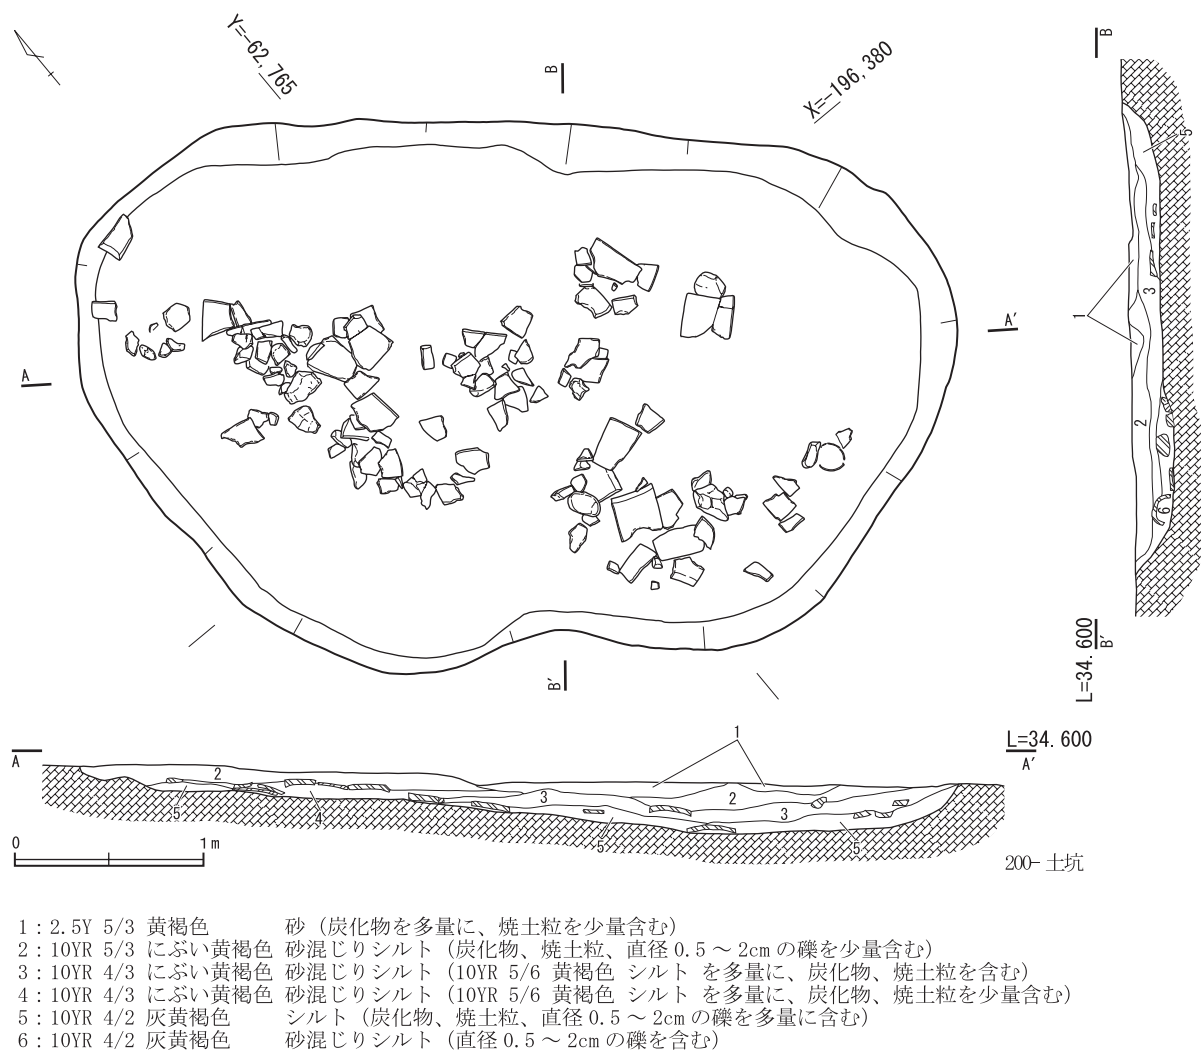 Y=-62,765
X=-196,380
B
B
A
A′
5
3
1
2
6
B′
B′
L=34.600
A
L=34.600
A′
1
2
3
2
3
5
4
5
5
0
1m
200-土坑
1：2.5Y 5/3 黄褐色 砂（炭化物を多量に、焼土粒を少量含む）
2：10YR 5/3 にぶい黄褐色 砂混じりシルト（炭化物、焼土粒、直径 0.5 ～ 2cm の礫を少量含む）
3：10YR 4/3 にぶい黄褐色 砂混じりシルト（10YR 5/6 黄褐色 シルト を多量に、炭化物、焼土粒を含む）
4：10YR 4/3 にぶい黄褐色 砂混じりシルト（10YR 5/6 黄褐色 シルト を多量に、炭化物、焼土粒を少量含む）
5：10YR 4/2 灰黄褐色 シルト（炭化物、焼土粒、直径 0.5 ～ 2cm の礫を多量に含む）
6：10YR 4/2 灰黄褐色 砂混じりシルト（直径 0.5 ～ 2cm の礫を含む）